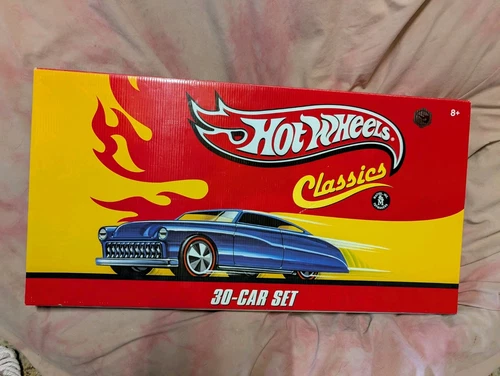 8+
HOT WHEELS
Classics
30-CAR SET